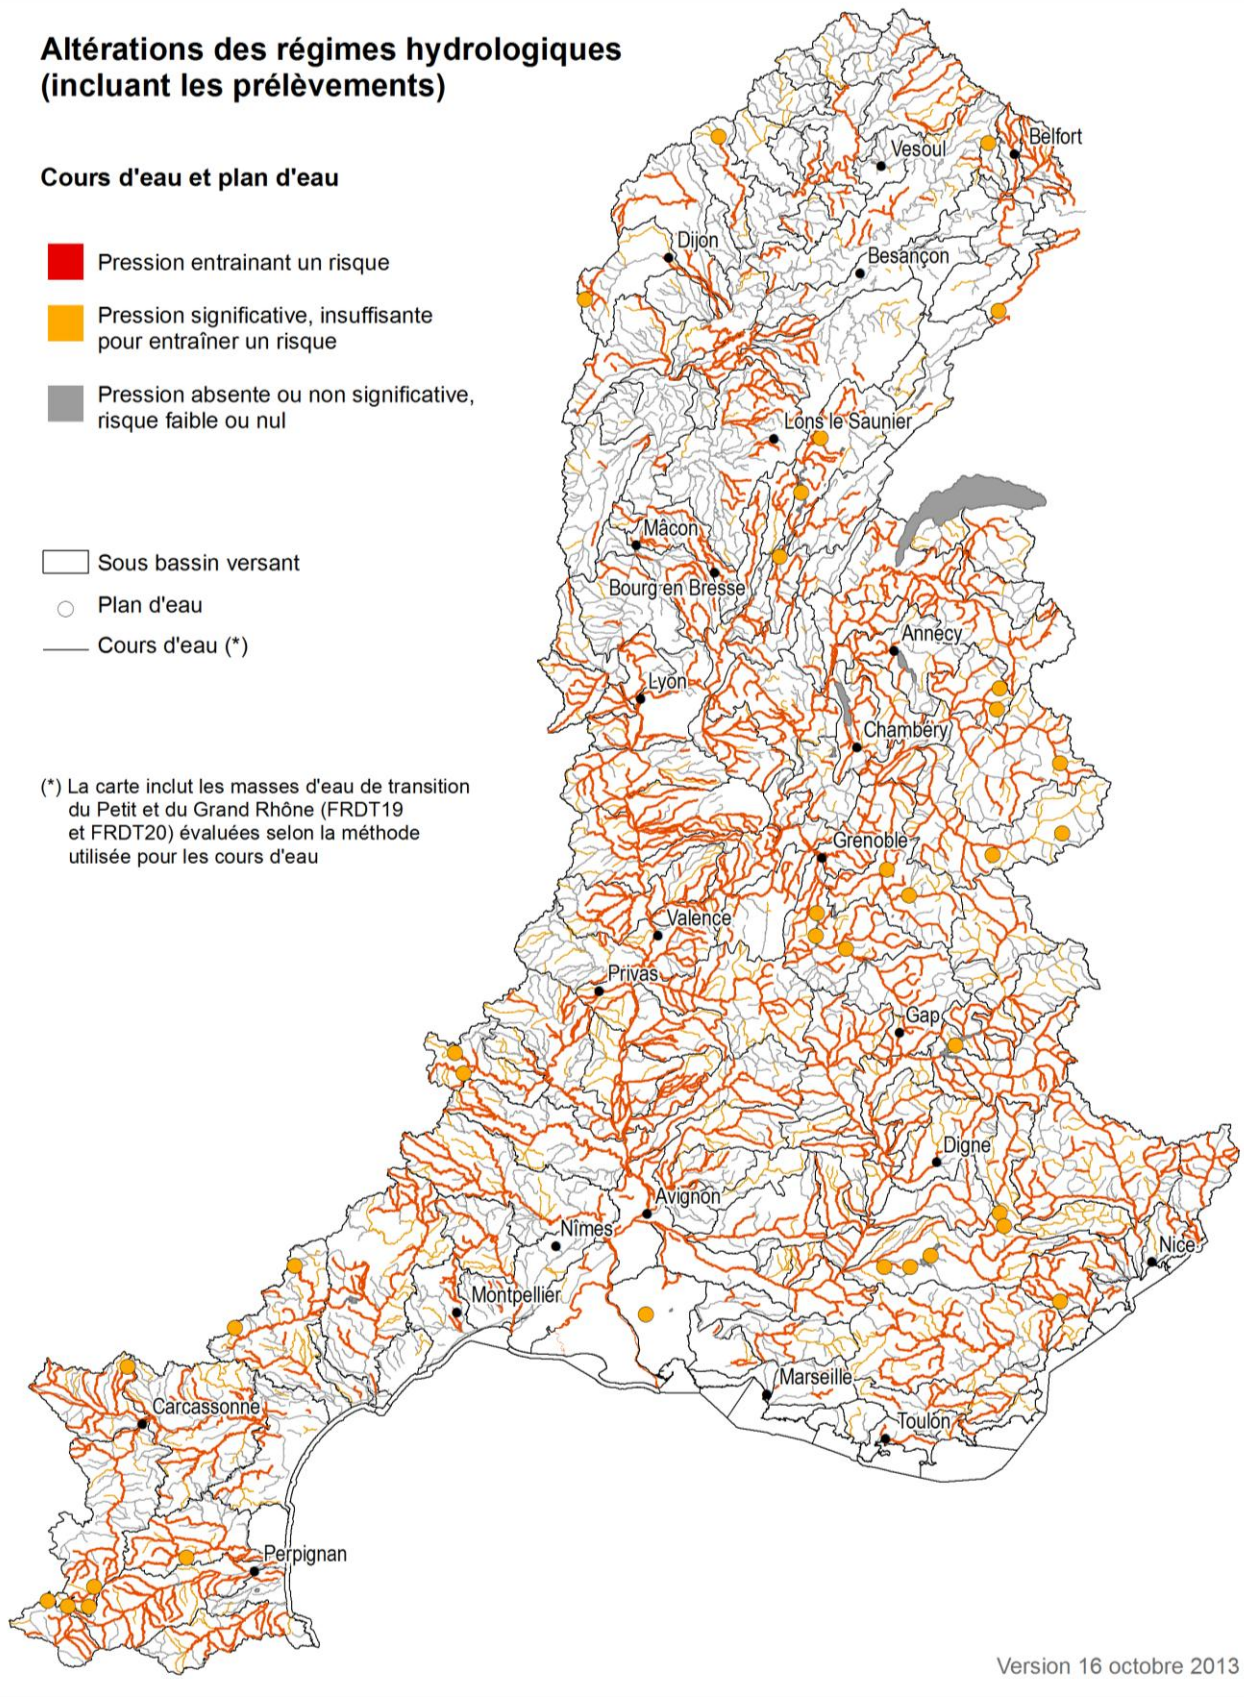 Altérations des régimes hydrologiques
(incluant les prélèvements)
Cours d'eau et plan d'eau
Pression entrainant un risque
Pression significative, insuffisante
pour entraîner un risque
Pression absente ou non significative,
risque faible ou nul
Sous bassin versant
Plan d'eau
Cours d'eau (*)
(*) La carte inclut les masses d'eau de transition
du Petit et du Grand Rhône (FRDT19
et FRDT20) évaluées selon la méthode
utilisée pour les cours d'eau
Belfort
Vesoul
Dijon
Besançon
Lons le Saunier
Mâcon
Bourg en Bresse
Annecy
Lyon
Chambéry
Grenoble
Valence
Privas
Gap
Digne
Avignon
Nîmes
Nice
Montpellier
Marseille
Carcassonne
Toulon
Perpignan
Version 16 octobre 2013